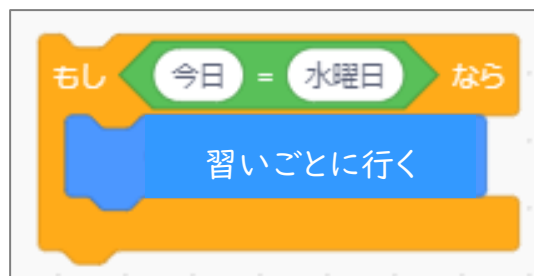 もし 今日 = 水曜日 なら
習いごとに行く